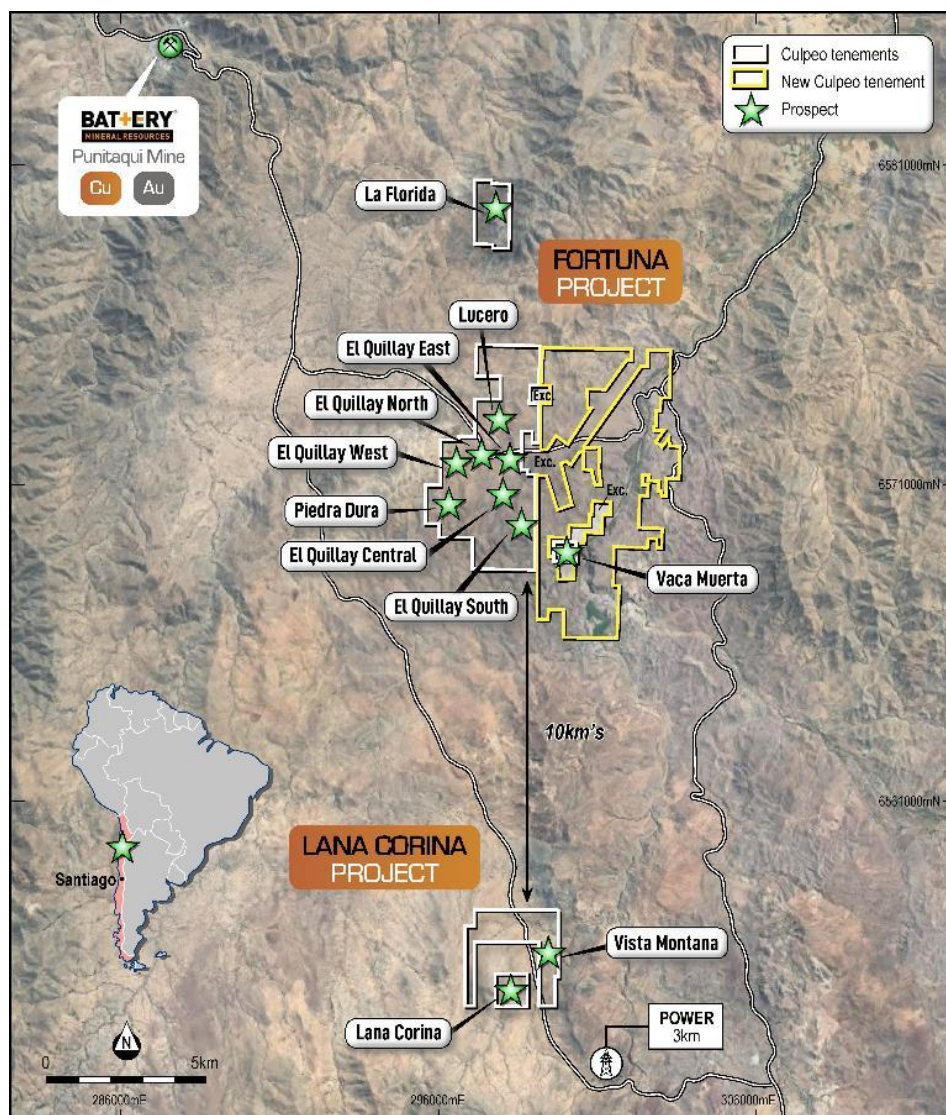 Culpeo tenements
New Culpeo tenement
Prospect
BATTERY
MINERAL RESOURCES
Punitaqui Mine
Cu
Au
6581000mN
La Florida
FORTUNA
PROJECT
Lucero
El Quillay East
El Quillay North
Exc.
El Quillay West
Exc.
6571000mN
Exc.
Piedra Dura
El Quillay Central
Vaca Muerta
El Quillay South
10km's
6561000mN
LANA CORINA
PROJECT
Santiago
Vista Montana
Lana Corina
POWER
3km
N
0
5km
286000mE
296000mE
306000mE